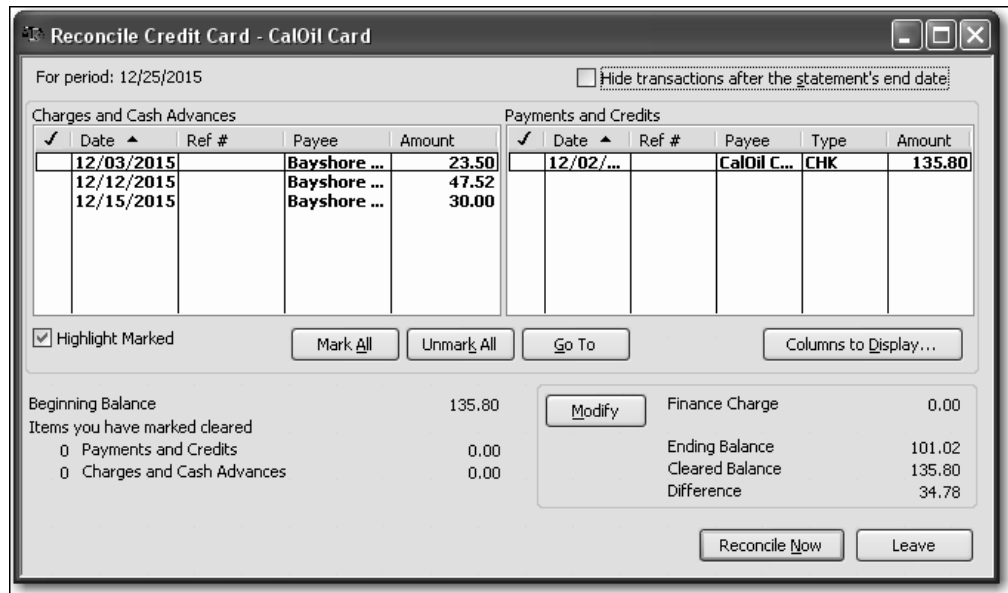 Reconcile Credit Card - CalOil Card
For period: 12/25/2015
Hide transactions after the statement's end date
Charges and Cash Advances
Payments and Credits
✓ Date ▲ Ref # Payee Amount
✓ Date ▲ Ref # Payee Type Amount
12/03/2015 Bayshore ... 23.50
12/02/... CalOil C... CHK 135.80
12/12/2015 Bayshore ... 47.52
12/15/2015 Bayshore ... 30.00
Highlight Marked
Mark All
Unmark All
Go To
Columns to Display...
Beginning Balance 135.80
Items you have marked cleared
0 Payments and Credits 0.00
0 Charges and Cash Advances 0.00
Modify
Finance Charge 0.00
Ending Balance 101.02
Cleared Balance 135.80
Difference 34.78
Reconcile Now
Leave